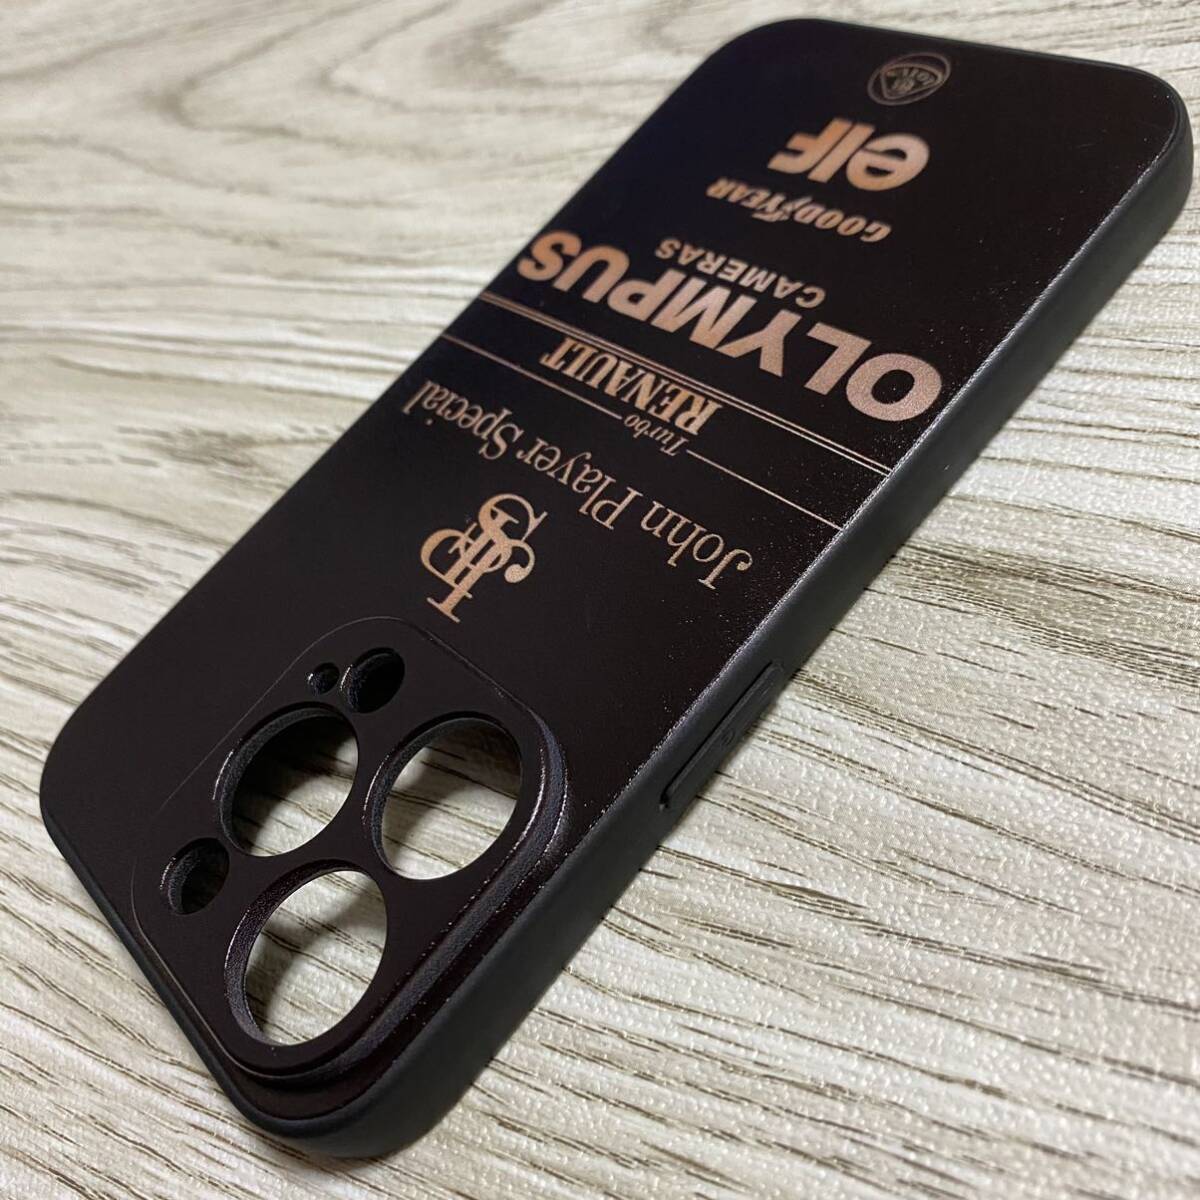 JPS
John Player Special
Turbo
RENAULT
OLYMPUS
CAMERAS
GOODYEAR
elf